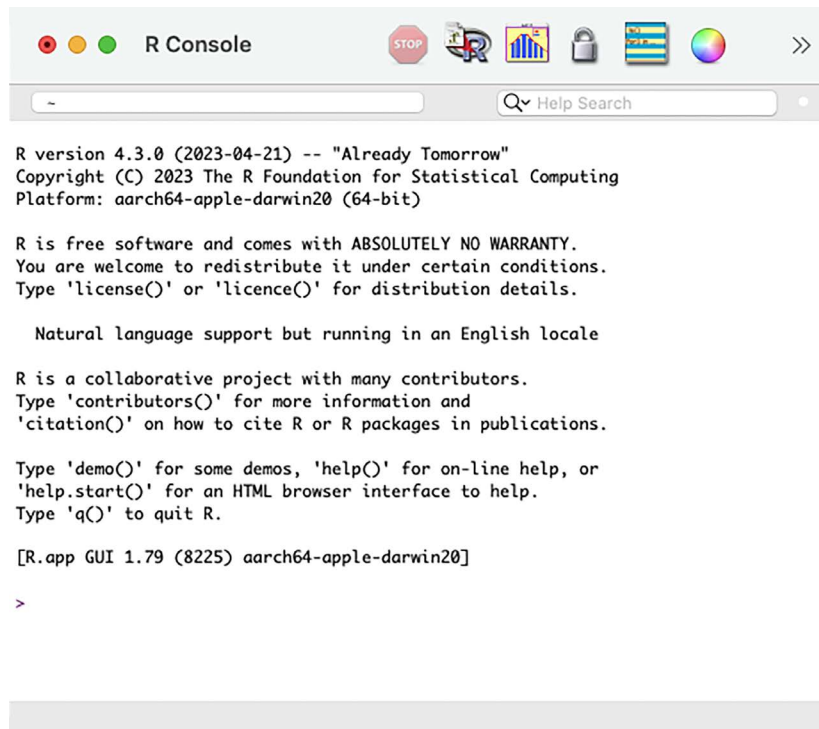 R Console
STOP
~
Help Search
R version 4.3.0 (2023-04-21) -- "Already Tomorrow"
Copyright (C) 2023 The R Foundation for Statistical Computing
Platform: aarch64-apple-darwin20 (64-bit)
R is free software and comes with ABSOLUTELY NO WARRANTY.
You are welcome to redistribute it under certain conditions.
Type 'license()' or 'licence()' for distribution details.
Natural language support but running in an English locale
R is a collaborative project with many contributors.
Type 'contributors()' for more information and
'citation()' on how to cite R or R packages in publications.
Type 'demo()' for some demos, 'help()' for on-line help, or
'help.start()' for an HTML browser interface to help.
Type 'q()' to quit R.
[R.app GUI 1.79 (8225) aarch64-apple-darwin20]
>